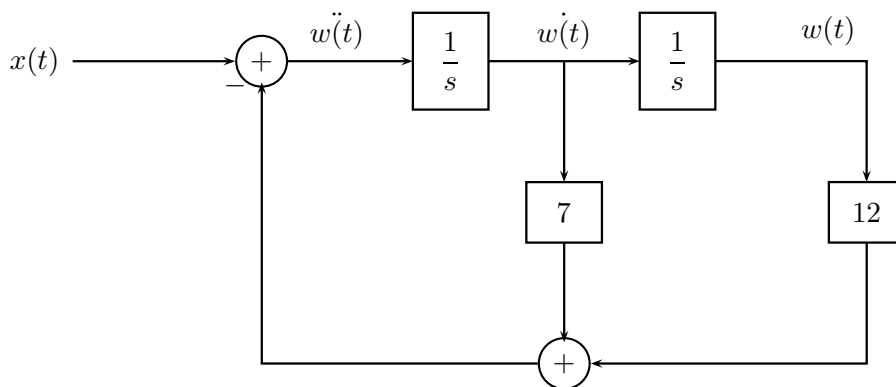 x(t)
+
−
ẅ(t)
1/s
ẇ(t)
1/s
w(t)
7
12
+